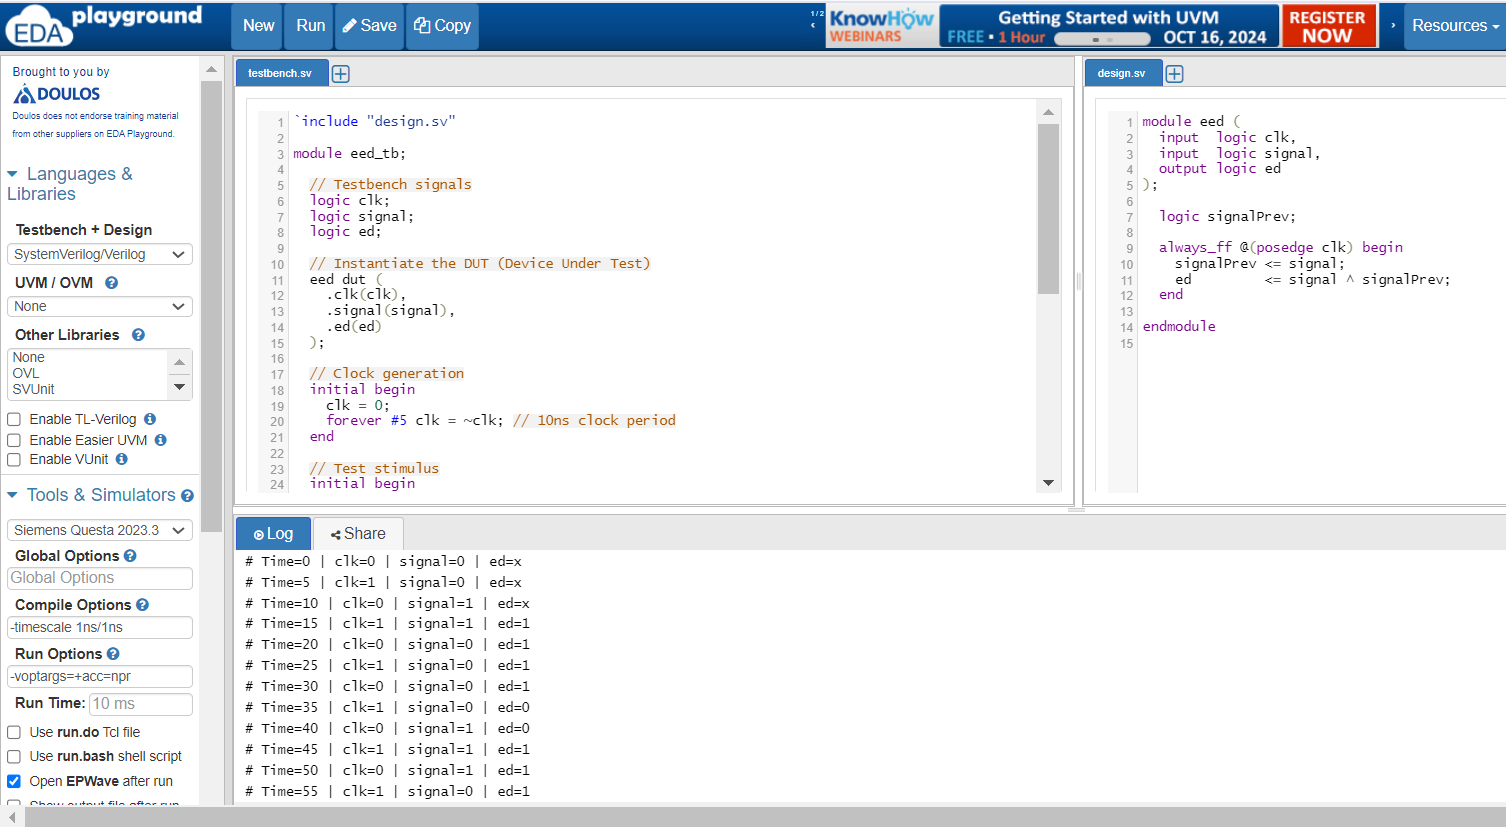 EDA playground
New
Run
Save
Copy
1/2
KnowHow
WEBINARS
Getting Started with UVM
FREE • 1 Hour
OCT 16, 2024
REGISTER
NOW
Resources
Brought to you by
DOULOS
Doulos does not endorse training material
from other suppliers on EDA Playground.
Languages &
Libraries
Testbench + Design
SystemVerilog/Verilog
UVM / OVM
None
Other Libraries
None
OVL
SVUnit
Enable TL-Verilog
Enable Easier UVM
Enable VUnit
Tools & Simulators
Siemens Questa 2023.3
Global Options
Global Options
Compile Options
-timescale 1ns/1ns
Run Options
-voptargs=+acc=npr
Run Time: 10 ms
Use run.do Tcl file
Use run.bash shell script
Open EPWave after run
Show output file after run
testbench.sv
1 `include "design.sv"
2
3 module eed_tb;
4
5 // Testbench signals
6 logic clk;
7 logic signal;
8 logic ed;
9
10 // Instantiate the DUT (Device Under Test)
11 eed dut (
12 .clk(clk),
13 .signal(signal),
14 .ed(ed)
15 );
16
17 // Clock generation
18 initial begin
19 clk = 0;
20 forever #5 clk = ~clk; // 10ns clock period
21 end
22
23 // Test stimulus
24 initial begin
design.sv
1 module eed (
2 input logic clk,
3 input logic signal,
4 output logic ed
5 );
6
7 logic signalPrev;
8
9 always_ff @(posedge clk) begin
10 signalPrev <= signal;
11 ed <= signal ^ signalPrev;
12 end
13
14 endmodule
15
Log
Share
# Time=0 | clk=0 | signal=0 | ed=x
# Time=5 | clk=1 | signal=0 | ed=x
# Time=10 | clk=0 | signal=1 | ed=x
# Time=15 | clk=1 | signal=1 | ed=1
# Time=20 | clk=0 | signal=0 | ed=1
# Time=25 | clk=1 | signal=0 | ed=1
# Time=30 | clk=0 | signal=0 | ed=1
# Time=35 | clk=1 | signal=0 | ed=0
# Time=40 | clk=0 | signal=1 | ed=0
# Time=45 | clk=1 | signal=1 | ed=1
# Time=50 | clk=0 | signal=1 | ed=1
# Time=55 | clk=1 | signal=0 | ed=1